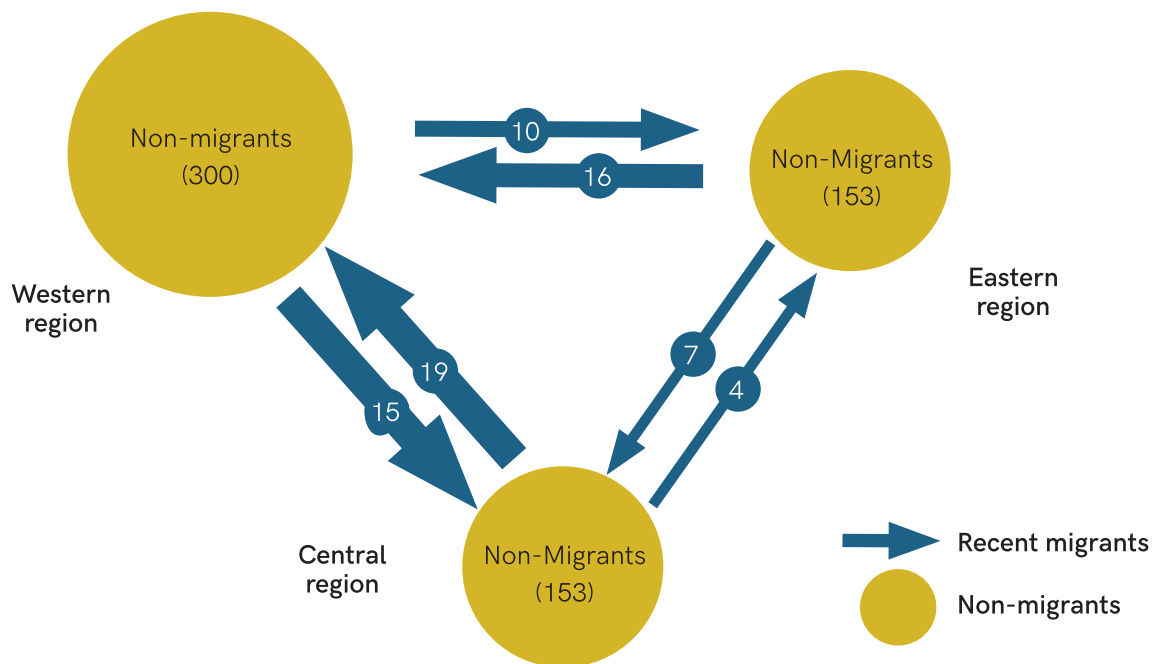 Non-migrants
(300)
10
16
Non-Migrants
(153)
Western
region
Eastern
region
7
4
19
15
Central
region
Non-Migrants
(153)
Recent migrants
Non-migrants